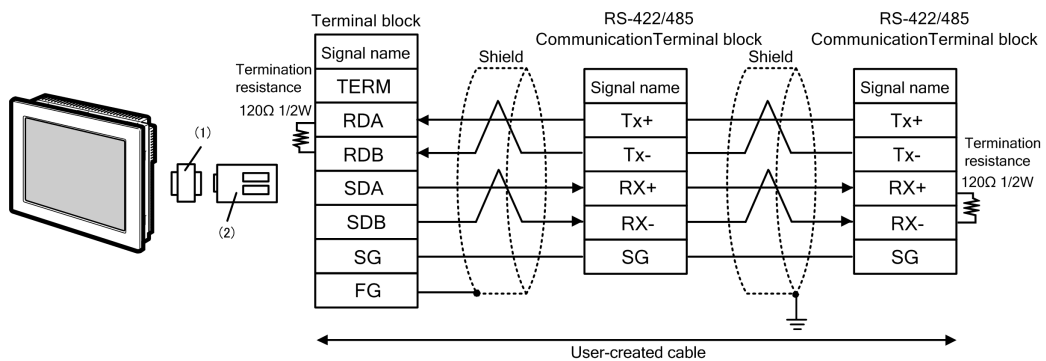 Terminal block
Signal name
TERM
RDA
RDB
SDA
SDB
SG
FG
Termination
resistance
120Ω 1/2W
(1)
(2)
Shield
RS-422/485
CommunicationTerminal block
Signal name
Tx+
Tx-
RX+
RX-
SG
Shield
RS-422/485
CommunicationTerminal block
Signal name
Tx+
Tx-
RX+
RX-
SG
Termination
resistance
120Ω 1/2W
User-created cable